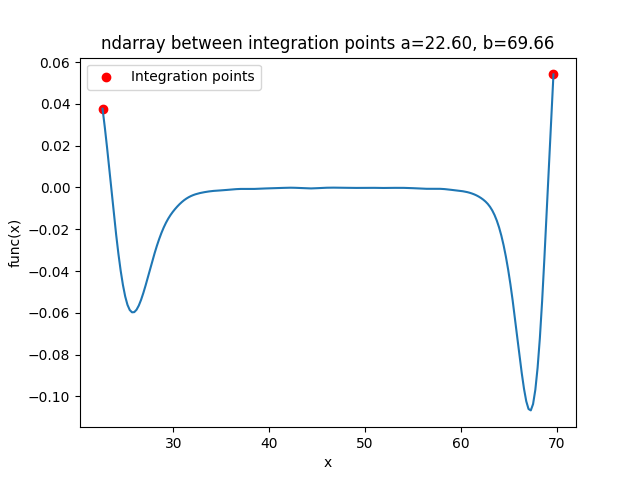 ndarray between integration points a=22.60, b=69.66
Integration points
0.06
0.04
0.02
0.00
−0.02
−0.04
−0.06
−0.08
−0.10
func(x)
30 40 50 60 70
x